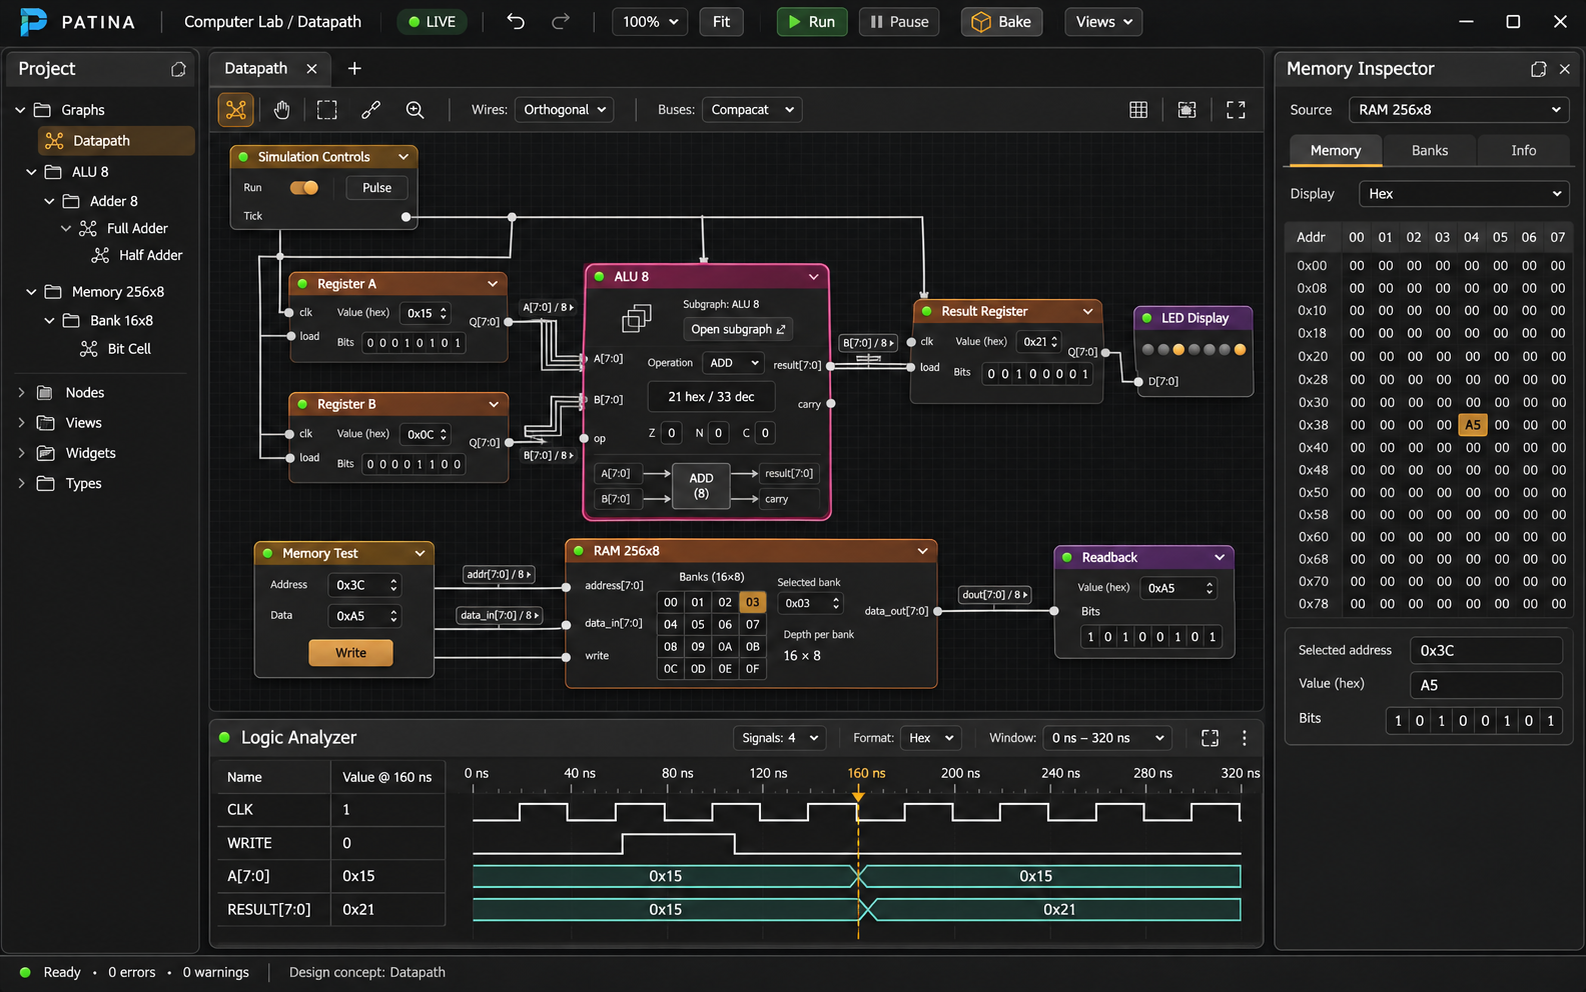 PATINA
Computer Lab / Datapath
LIVE
100%
Fit
Run
Pause
Bake
Views
Project
Graphs
Datapath
ALU 8
Adder 8
Full Adder
Half Adder
Memory 256x8
Bank 16x8
Bit Cell
Nodes
Views
Widgets
Types
Datapath
Wires: Orthogonal
Buses: Compacat
Simulation Controls
Run Pulse
Tick
Register A
clk Value (hex) 0x15
Q[7:0]
load Bits 0 0 0 1 0 1 0 1
A[7:0] / 8
Register B
clk Value (hex) 0x0C
Q[7:0]
load Bits 0 0 0 0 1 1 0 0
B[7:0] / 8
ALU 8
Subgraph: ALU 8
Open subgraph
A[7:0] Operation ADD result[7:0]
B[7:0] 21 hex / 33 dec carry
op Z 0 N 0 C 0
A[7:0] ADD (8) result[7:0]
B[7:0] carry
B[7:0] / 8
Result Register
clk Value (hex) 0x21
Q[7:0]
load Bits 0 0 1 0 0 0 0 1
LED Display
D[7:0]
Memory Test
Address 0x3C
Data 0xA5
Write
addr[7:0] / 8
data_in[7:0] / 8
RAM 256x8
address[7:0]
data_in[7:0]
write
Banks (16×8)
00 01 02 03
04 05 06 07
08 09 0A 0B
0C 0D 0E 0F
Selected bank
0x03
Depth per bank
16 × 8
data_out[7:0]
dout[7:0] / 8
Readback
Value (hex) 0xA5
Bits
1 0 1 0 0 1 0 1
Logic Analyzer
Signals: 4
Format: Hex
Window: 0 ns – 320 ns
Name Value @ 160 ns
0 ns 40 ns 80 ns 120 ns 160 ns 200 ns 240 ns 280 ns 320 ns
CLK 1
WRITE 0
A[7:0] 0x15 0x15 0x15
RESULT[7:0] 0x21 0x15 0x21
Memory Inspector
Source RAM 256x8
Memory Banks Info
Display Hex
Addr 00 01 02 03 04 05 06 07
0x00 00 00 00 00 00 00 00 00
0x08 00 00 00 00 00 00 00 00
0x10 00 00 00 00 00 00 00 00
0x18 00 00 00 00 00 00 00 00
0x20 00 00 00 00 00 00 00 00
0x28 00 00 00 00 00 00 00 00
0x30 00 00 00 00 00 00 00 00
0x38 00 00 00 00 A5 00 00 00
0x40 00 00 00 00 00 00 00 00
0x48 00 00 00 00 00 00 00 00
0x50 00 00 00 00 00 00 00 00
0x58 00 00 00 00 00 00 00 00
0x60 00 00 00 00 00 00 00 00
0x68 00 00 00 00 00 00 00 00
0x70 00 00 00 00 00 00 00 00
0x78 00 00 00 00 00 00 00 00
Selected address 0x3C
Value (hex) A5
Bits 1 0 1 0 0 1 0 1
Ready • 0 errors • 0 warnings
Design concept: Datapath